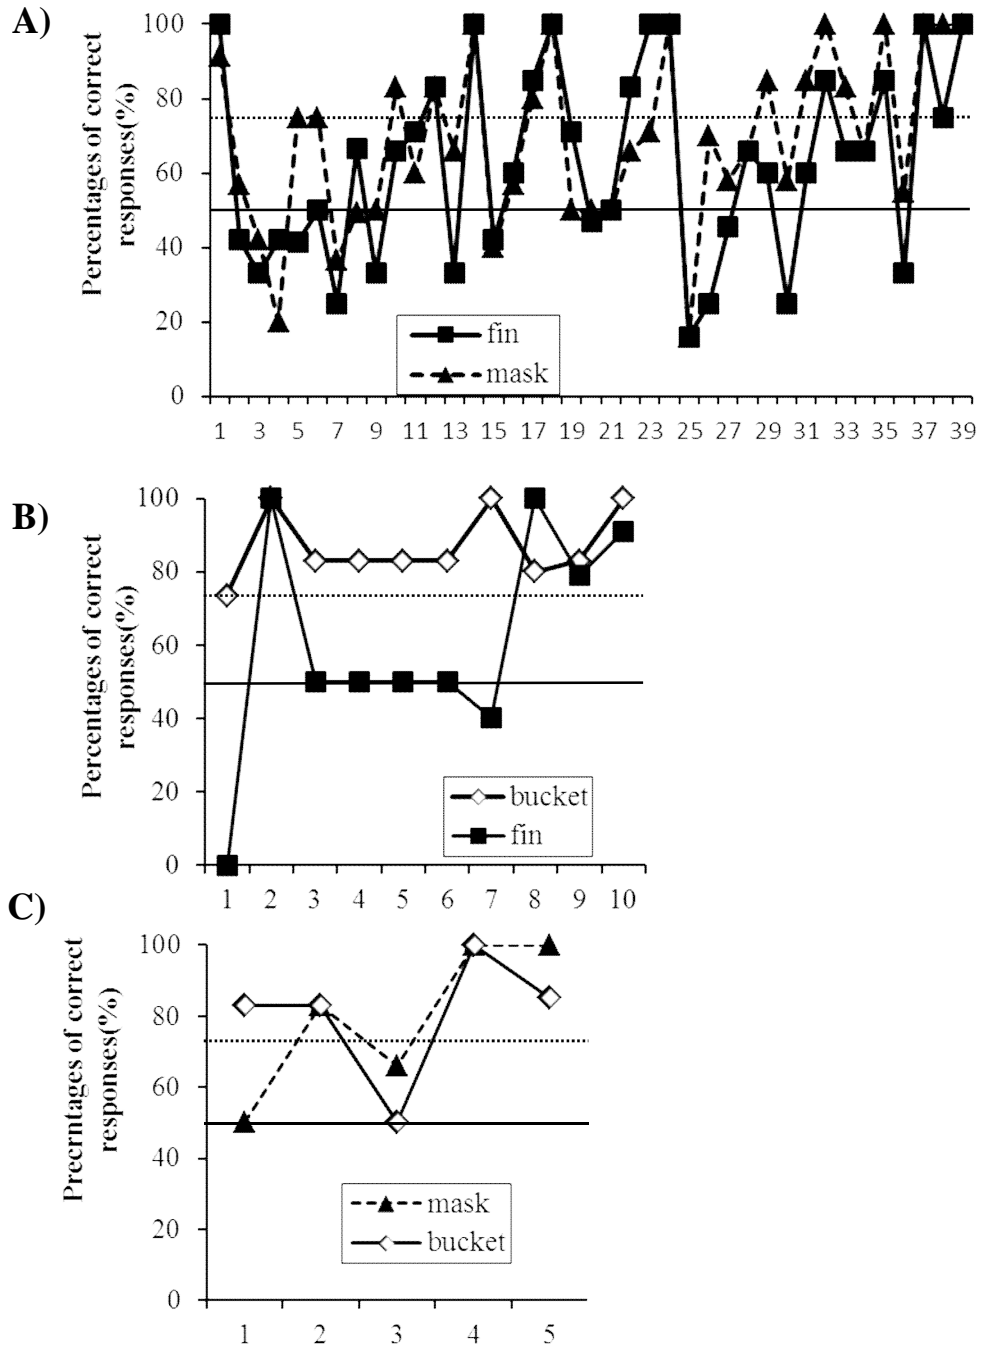 A)
Percentages of correct
responses(%)
100
80
60
40
20
0
fin
mask
1 3 5 7 9 11 13 15 17 19 21 23 25 27 29 31 33 35 37 39
B)
Percentages of correct
responses(%)
100
80
60
40
20
0
bucket
fin
1 2 3 4 5 6 7 8 9 10
C)
Precrntages of correct
responses(%)
100
80
60
40
20
0
mask
bucket
1 2 3 4 5